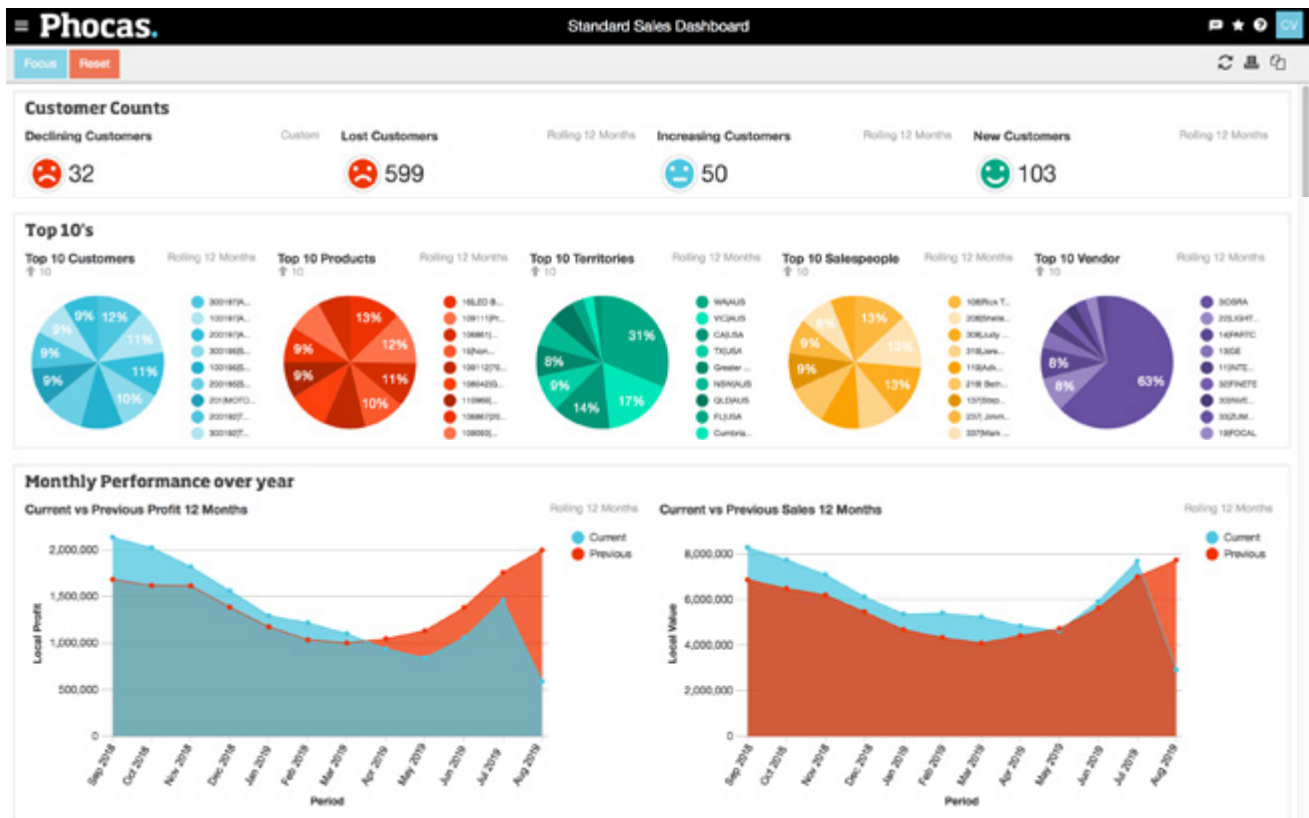 Phocas.
Standard Sales Dashboard
CV
Focus
Reset
Customer Counts
Declining Customers
Custom
32
Lost Customers
Rolling 12 Months
599
Increasing Customers
Rolling 12 Months
50
New Customers
Rolling 12 Months
103
Top 10's
Top 10 Customers
Rolling 12 Months
10
9% 12%
9% 11%
9% 11%
9% 10%
Top 10 Products
Rolling 12 Months
10
13%
9% 12%
9% 11%
10%
Top 10 Territories
Rolling 12 Months
10
31%
8%
9% 17%
14%
WA|AUS
VIC|AUS
CA|USA
TX|USA
Greater ...
NSW|AUS
QLD|AUS
FL|USA
Cumbria...
Top 10 Salespeople
Rolling 12 Months
10
8% 13%
9% 13%
9% 13%
Top 10 Vendor
Rolling 12 Months
10
8% 63%
8%
Monthly Performance over year
Current vs Previous Profit 12 Months
Rolling 12 Months
Current
Previous
Local Profit
2,000,000
1,500,000
1,000,000
500,000
0
Sep 2018
Oct 2018
Nov 2018
Dec 2018
Jan 2019
Feb 2019
Mar 2019
Apr 2019
May 2019
Jun 2019
Jul 2019
Aug 2019
Period
Current vs Previous Sales 12 Months
Rolling 12 Months
Current
Previous
Local Value
8,000,000
6,000,000
4,000,000
2,000,000
0
Sep 2018
Oct 2018
Nov 2018
Dec 2018
Jan 2019
Feb 2019
Mar 2019
Apr 2019
May 2019
Jun 2019
Jul 2019
Aug 2019
Period